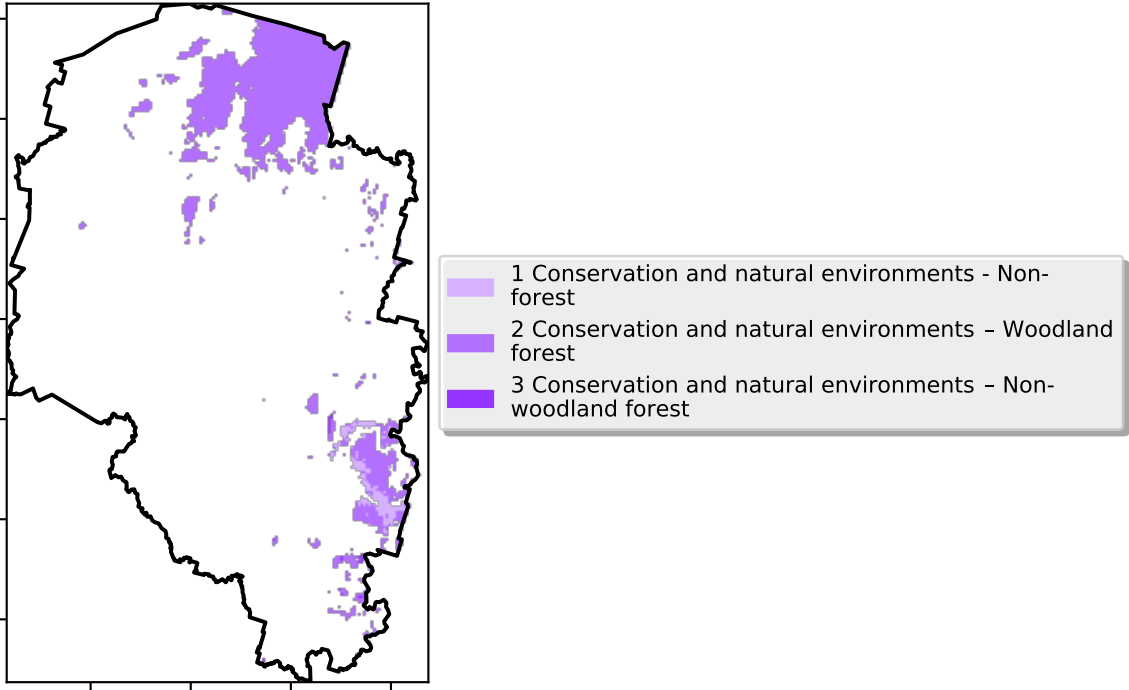 1 Conservation and natural environments - Non-
forest
2 Conservation and natural environments – Woodland
forest
3 Conservation and natural environments – Non-
woodland forest